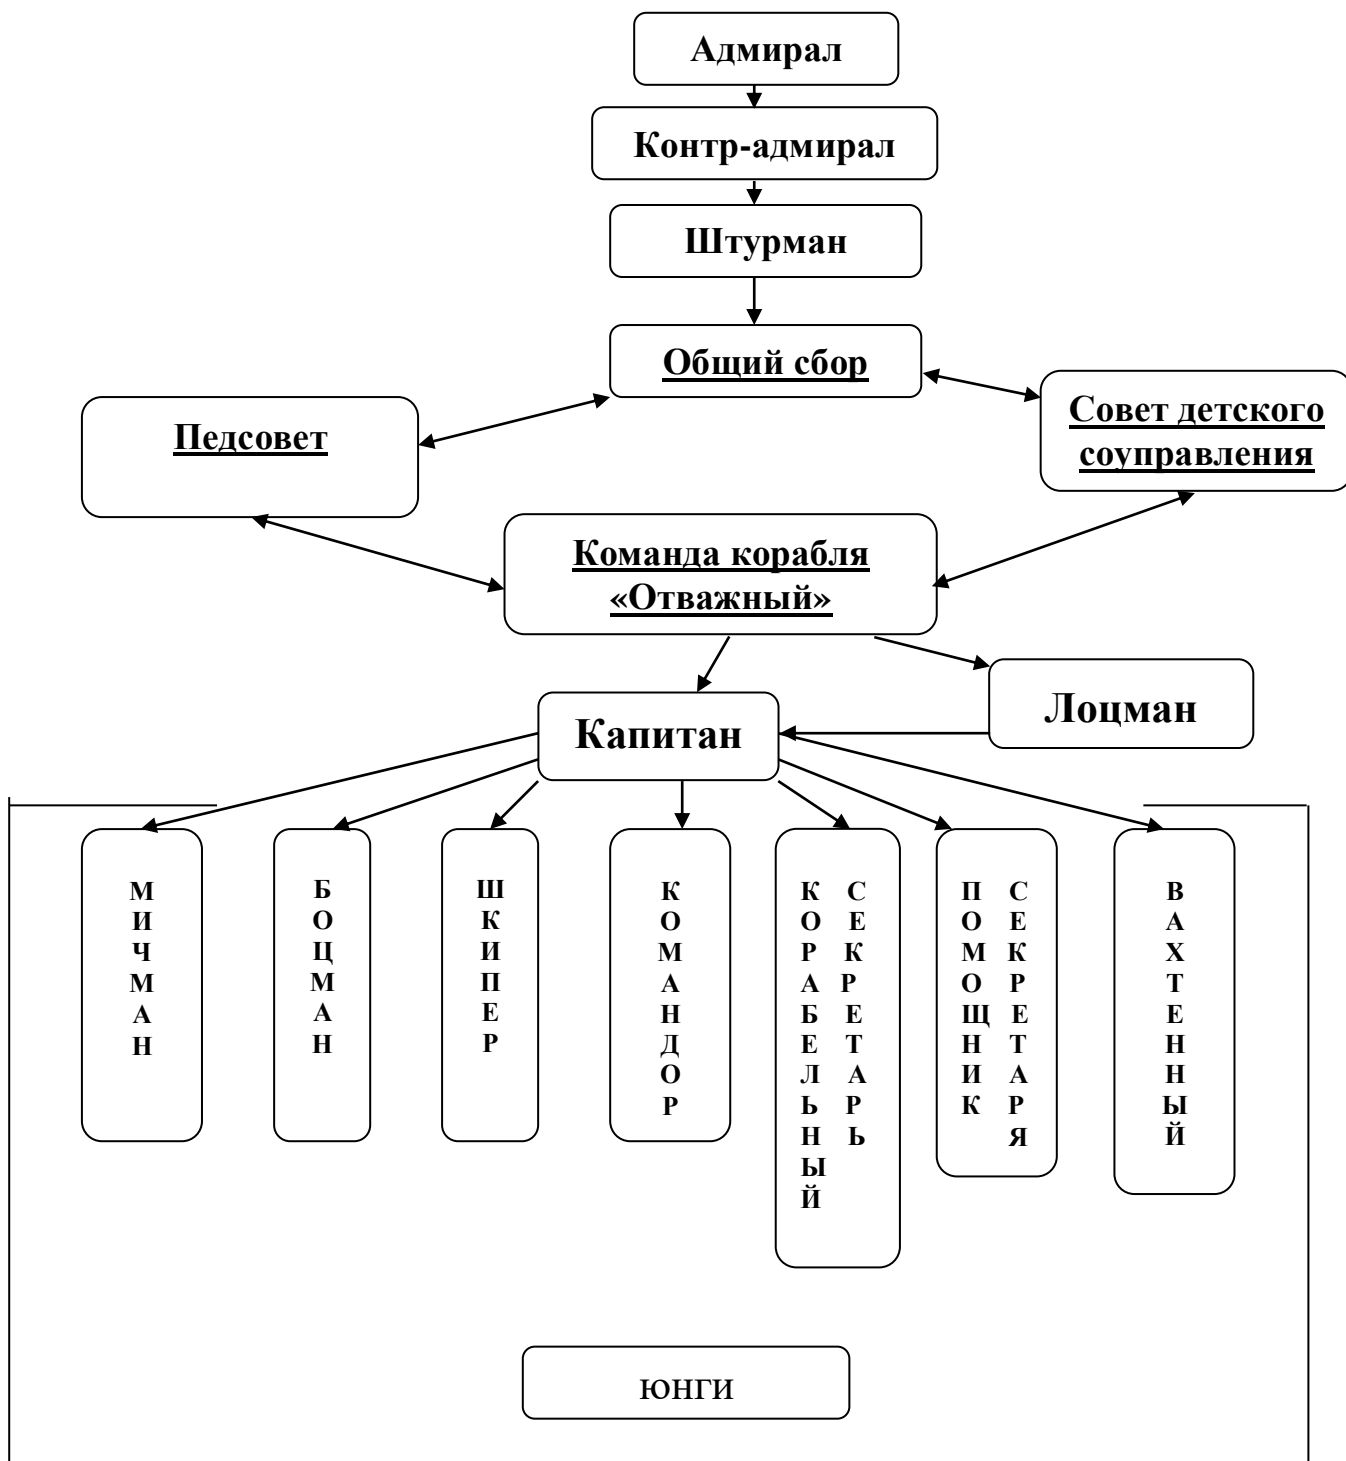 Адмирал
Контр-адмирал
Штурман
Общий сбор
Педсовет
Совет детского
соуправления
Команда корабля
«Отважный»
Лоцман
Капитан
МИЧМАН
БОЦМАН
ШКИПЕР
КОМАНДОР
КОРАБЕЛЬНЫЙ
СЕКРЕТАРЬ
ПОМОЩНИК
СЕКРЕТАРЯ
ВАХТЕННЫЙ
ЮНГИ